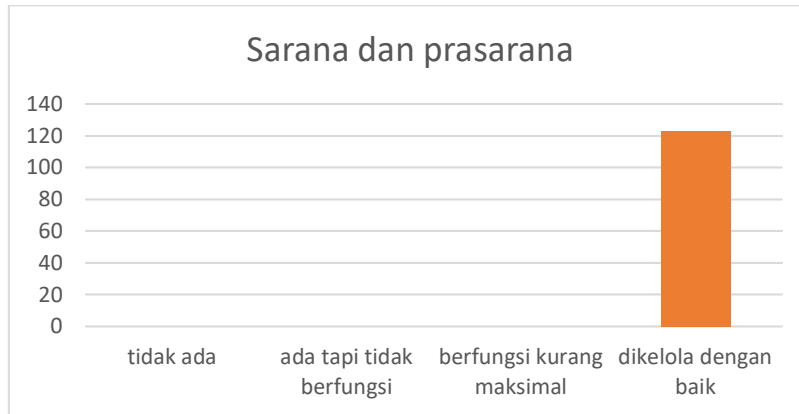 Sarana dan prasarana
140
120
100
80
60
40
20
0
tidak ada
ada tapi tidak
berfungsi
berfungsi kurang
maksimal
dikelola dengan
baik